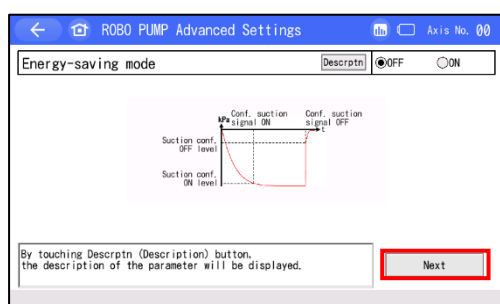 ROBO PUMP Advanced Settings
Axis No. 00
Energy-saving mode
Descrptn
OFF
ON
kPa
Conf. suction
signal ON
Conf. suction
signal OFF
t
Suction conf.
OFF level
Suction conf.
ON level
By touching Descrptn (Description) button,
the description of the parameter will be displayed.
Next